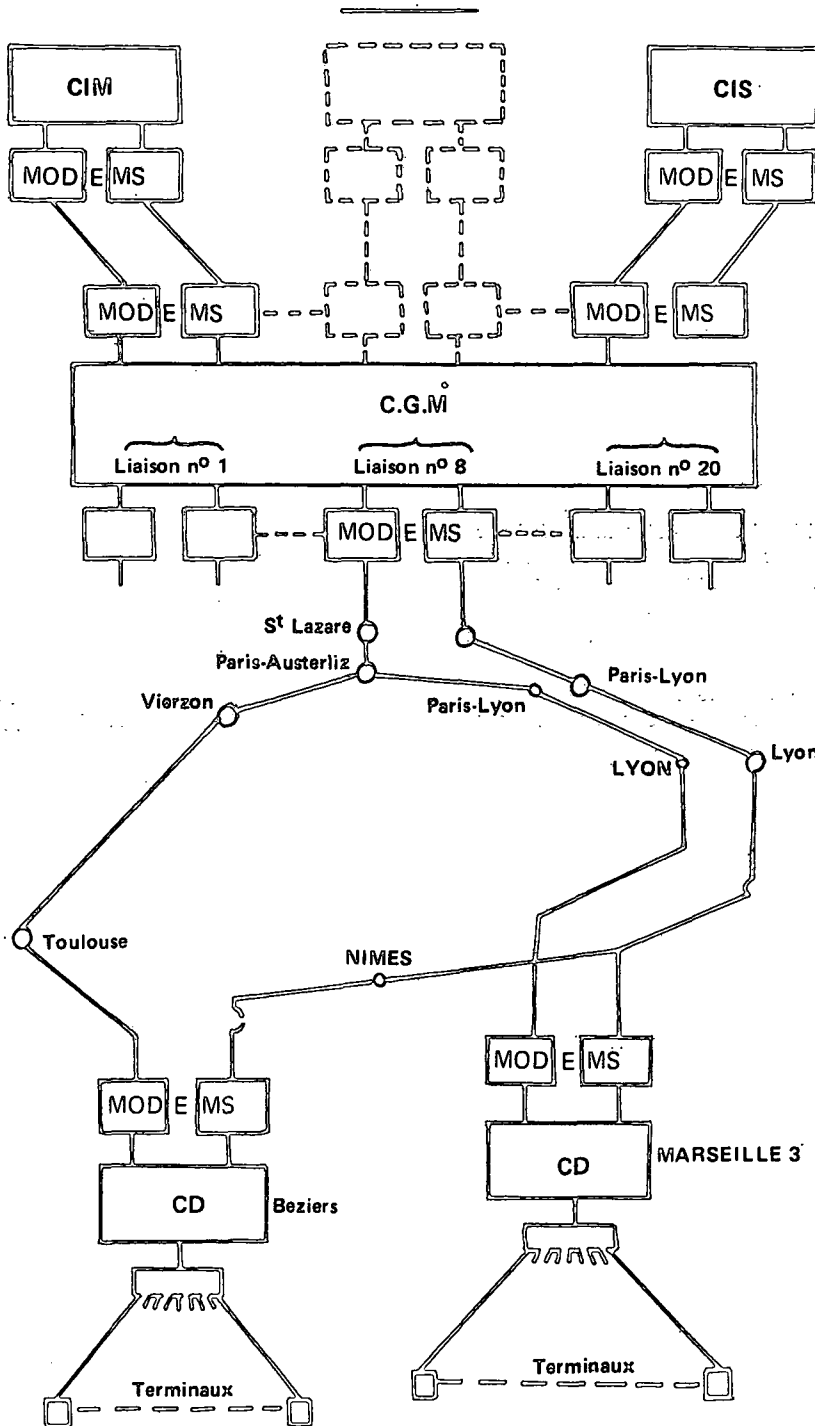 CIM CIS
MOD E MS MOD E MS
MOD E MS MOD E MS
C.G.M
Liaison nº 1 Liaison nº 8 Liaison nº 20
MOD E MS
St Lazare
Paris-Austerliz
Paris-Lyon
Vierzon
Paris-Lyon
Lyon
LYON
Toulouse
NIMES
MOD E MS
MOD E MS
CD MARSEILLE 3
CD Beziers
Terminaux
Terminaux